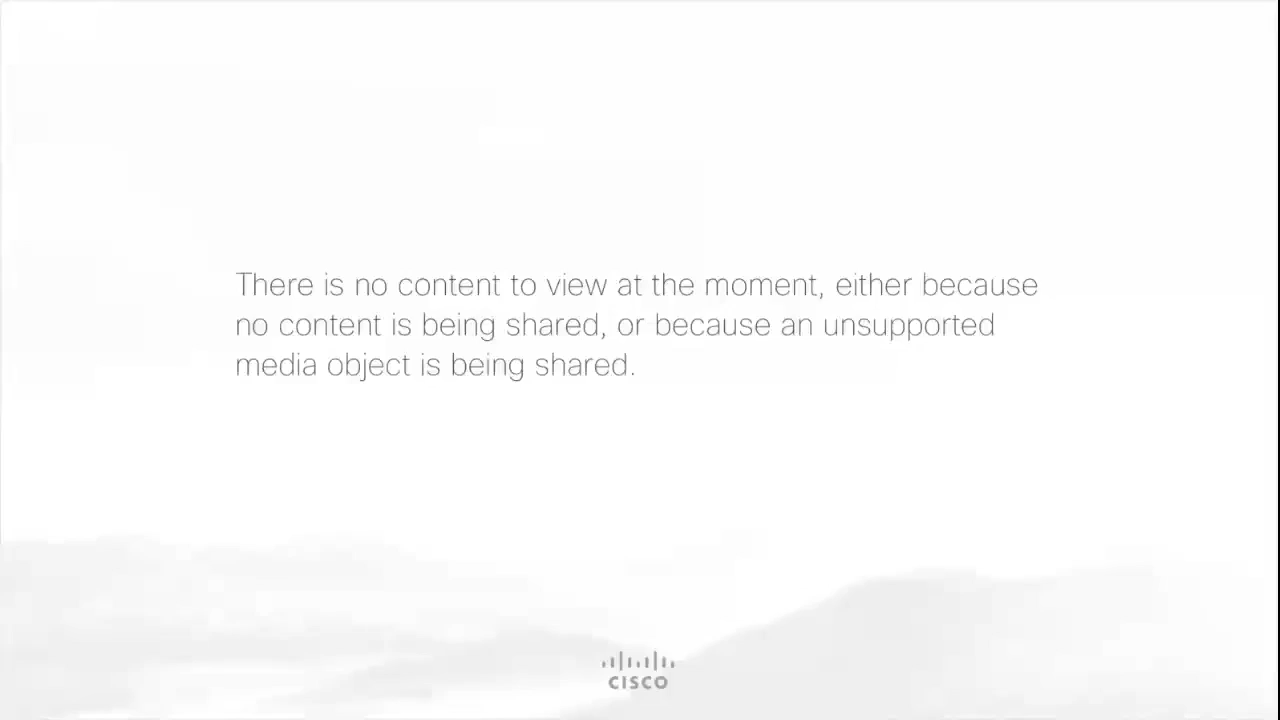 There is no content to view at the moment, either because
no content is being shared, or because an unsupported
media object is being shared.
CISCO